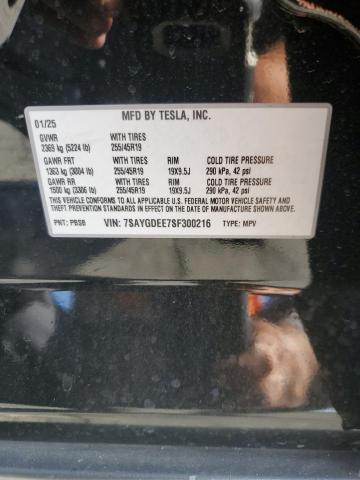 MFD BY TESLA, INC.
01/25
GVWR WITH TIRES
2369 kg (5224 lb) 255/45R19
GAWR FRT WITH TIRES RIM COLD TIRE PRESSURE
1363 kg (3004 lb) 255/45R19 19X9.5J 290 kPa, 42 psi
GAWR RR WITH TIRES RIM COLD TIRE PRESSURE
1500 kg (3306 lb) 255/45R19 19X9.5J 290 kPa, 42 psi
THIS VEHICLE CONFORMS TO ALL APPLICABLE U.S. FEDERAL MOTOR VEHICLE SAFETY AND
THEFT PREVENTION STANDARDS IN EFFECT ON THE DATE OF MANUFACTURE SHOWN ABOVE.
PNT: PBSB VIN: 7SAYGDEE7SF300216 TYPE: MPV